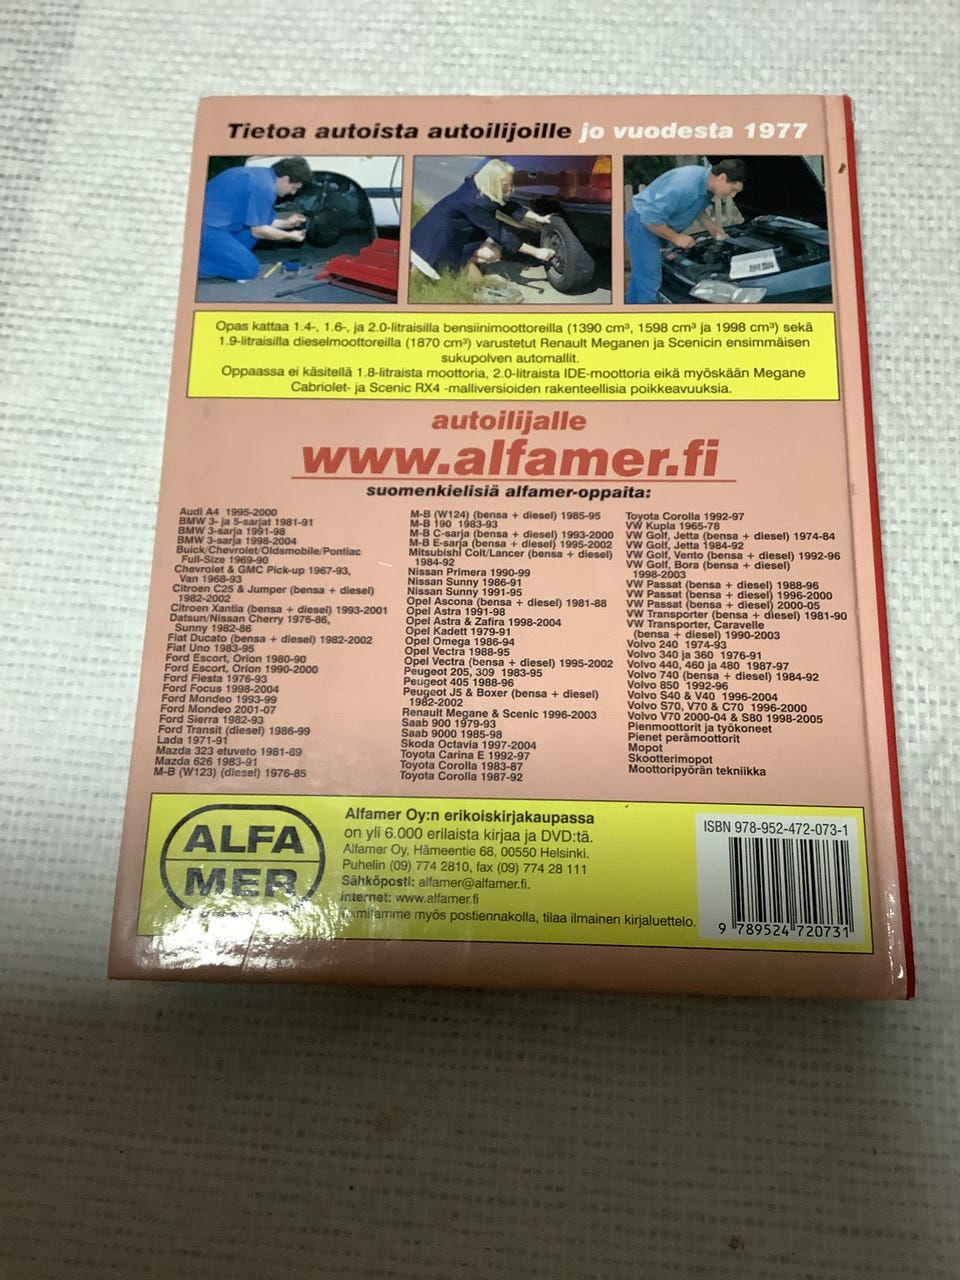 Tietoa autoista autoilijoille jo vuodesta 1977
Opas kattaa 1.4-, 1.6-, ja 2.0-litraisilla bensiinimoottoreilla (1390 cm³, 1598 cm³ ja 1998 cm³) sekä
1.9-litraisilla dieselmoottoreilla (1870 cm³) varustetut Renault Meganen ja Scenicin ensimmäisen
sukupolven automallit.
Oppaassa ei käsitellä 1.8-litraista moottoria, 2.0-litraista IDE-moottoria eikä myöskään Megane
Cabriolet- ja Scenic RX4 -malliversioiden rakenteellisia poikkeavuuksia.
autoilijalle
www.alfamer.fi
suomenkielisiä alfamer-oppaita:
Audi A4 1995-2000
BMW 3- ja 5-sarjat 1981-91
BMW 3-sarja 1991-98
BMW 3-sarja 1998-2004
Buick/Chevrolet/Oldsmobile/Pontiac
Full-Size 1969-90
Chevrolet & GMC Pick-up 1967-93,
Van 1968-93
Citroen C25 & Jumper (bensa + diesel)
1982-2002
Citroen Xantia (bensa + diesel) 1993-2001
Datsun/Nissan Cherry 1976-86,
Sunny 1982-86
Fiat Ducato (bensa + diesel) 1982-2002
Fiat Uno 1983-95
Ford Escort, Orion 1980-90
Ford Escort, Orion 1990-2000
Ford Fiesta 1976-93
Ford Focus 1998-2004
Ford Mondeo 1993-99
Ford Mondeo 2001-07
Ford Sierra 1982-93
Ford Transit (diesel) 1986-99
Lada 1971-91
Mazda 323 etuveto 1981-89
Mazda 626 1983-91
M-B (W123) (diesel) 1976-85
M-B (W124) (bensa + diesel) 1985-95
M-B 190 1983-93
M-B C-sarja (bensa + diesel) 1993-2000
M-B E-sarja (bensa + diesel) 1995-2002
Mitsubishi Colt/Lancer (bensa + diesel)
1984-92
Nissan Primera 1990-99
Nissan Sunny 1986-91
Nissan Sunny 1991-95
Opel Ascona (bensa + diesel) 1981-88
Opel Astra 1991-98
Opel Astra & Zafira 1998-2004
Opel Kadett 1979-91
Opel Omega 1986-94
Opel Vectra 1988-95
Opel Vectra (bensa + diesel) 1995-2002
Peugeot 205, 309 1983-95
Peugeot 405 1988-96
Peugeot J5 & Boxer (bensa + diesel)
1982-2002
Renault Megane & Scenic 1996-2003
Saab 900 1979-93
Saab 9000 1985-98
Skoda Octavia 1997-2004
Toyota Carina E 1992-97
Toyota Corolla 1983-87
Toyota Corolla 1987-92
Toyota Corolla 1992-97
VW Kupla 1965-78
VW Golf, Jetta (bensa + diesel) 1974-84
VW Golf, Jetta 1984-92
VW Golf, Vento (bensa + diesel) 1992-96
VW Golf, Bora (bensa + diesel)
1998-2003
VW Passat (bensa + diesel) 1988-96
VW Passat (bensa + diesel) 1996-2000
VW Passat (bensa + diesel) 2000-05
VW Transporter (bensa + diesel) 1981-90
VW Transporter, Caravelle
(bensa + diesel) 1990-2003
Volvo 240 1974-93
Volvo 340 ja 360 1976-91
Volvo 440, 460 ja 480 1987-97
Volvo 740 (bensa + diesel) 1984-92
Volvo 850 1992-96
Volvo S40 & V40 1996-2004
Volvo S70, V70 & C70 1996-2000
Volvo V70 2000-04 & S80 1998-2005
Pienmoottorit ja työkoneet
Pienet perämoottorit
Mopot
Skootterimopot
Moottoripyörän tekniikka
ALFA
MER
Alfamer Oy:n erikoiskirjakaupassa
on yli 6.000 erilaista kirjaa ja DVD:tä.
Alfamer Oy, Hämeentie 68, 00550 Helsinki.
Puhelin (09) 774 2810, fax (09) 774 28 111
Sähköposti: alfamer@alfamer.fi.
internet: www.alfamer.fi
Toimitamme myös postiennakolla, tilaa ilmainen kirjaluettelo.
ISBN 978-952-472-073-1
9 789524 720731